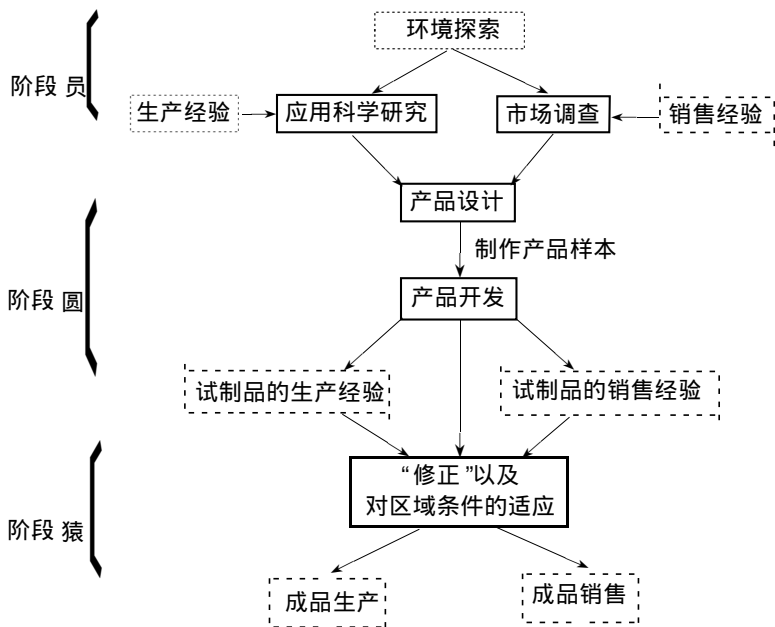 环境探索
阶段 员
生产经验
应用科学研究
市场调查
销售经验
产品设计
制作产品样本
阶段 圆
产品开发
试制品的生产经验
试制品的销售经验
阶段 猿
“修正”以及
对区域条件的适应
成品生产
成品销售